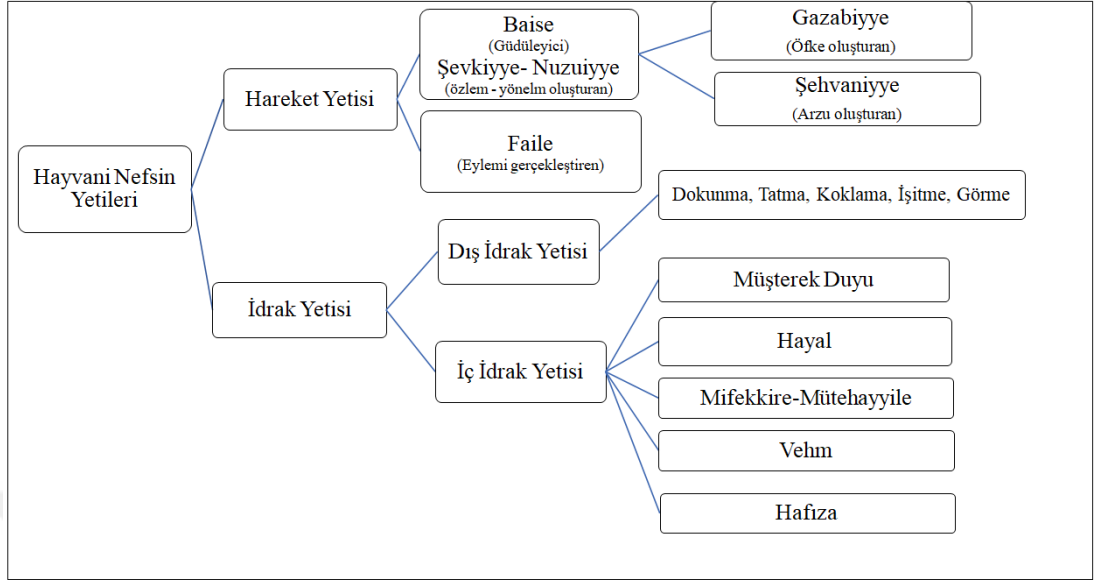 Hayvani Nefsin
Yetileri
Hareket Yetisi
Baise
(Güdüleyici)
Şevkiyye- Nuzuiyye
(özlem - yönelm oluşturan)
Gazabiyye
(Öfke oluşturan)
Şehvaniyye
(Arzu oluşturan)
Faile
(Eylemi gerçekleştiren)
İdrak Yetisi
Dış İdrak Yetisi
Dokunma, Tatma, Koklama, İşitme, Görme
İç İdrak Yetisi
Müşterek Duyu
Hayal
Mifekkire-Mütehayyile
Vehm
Hafıza